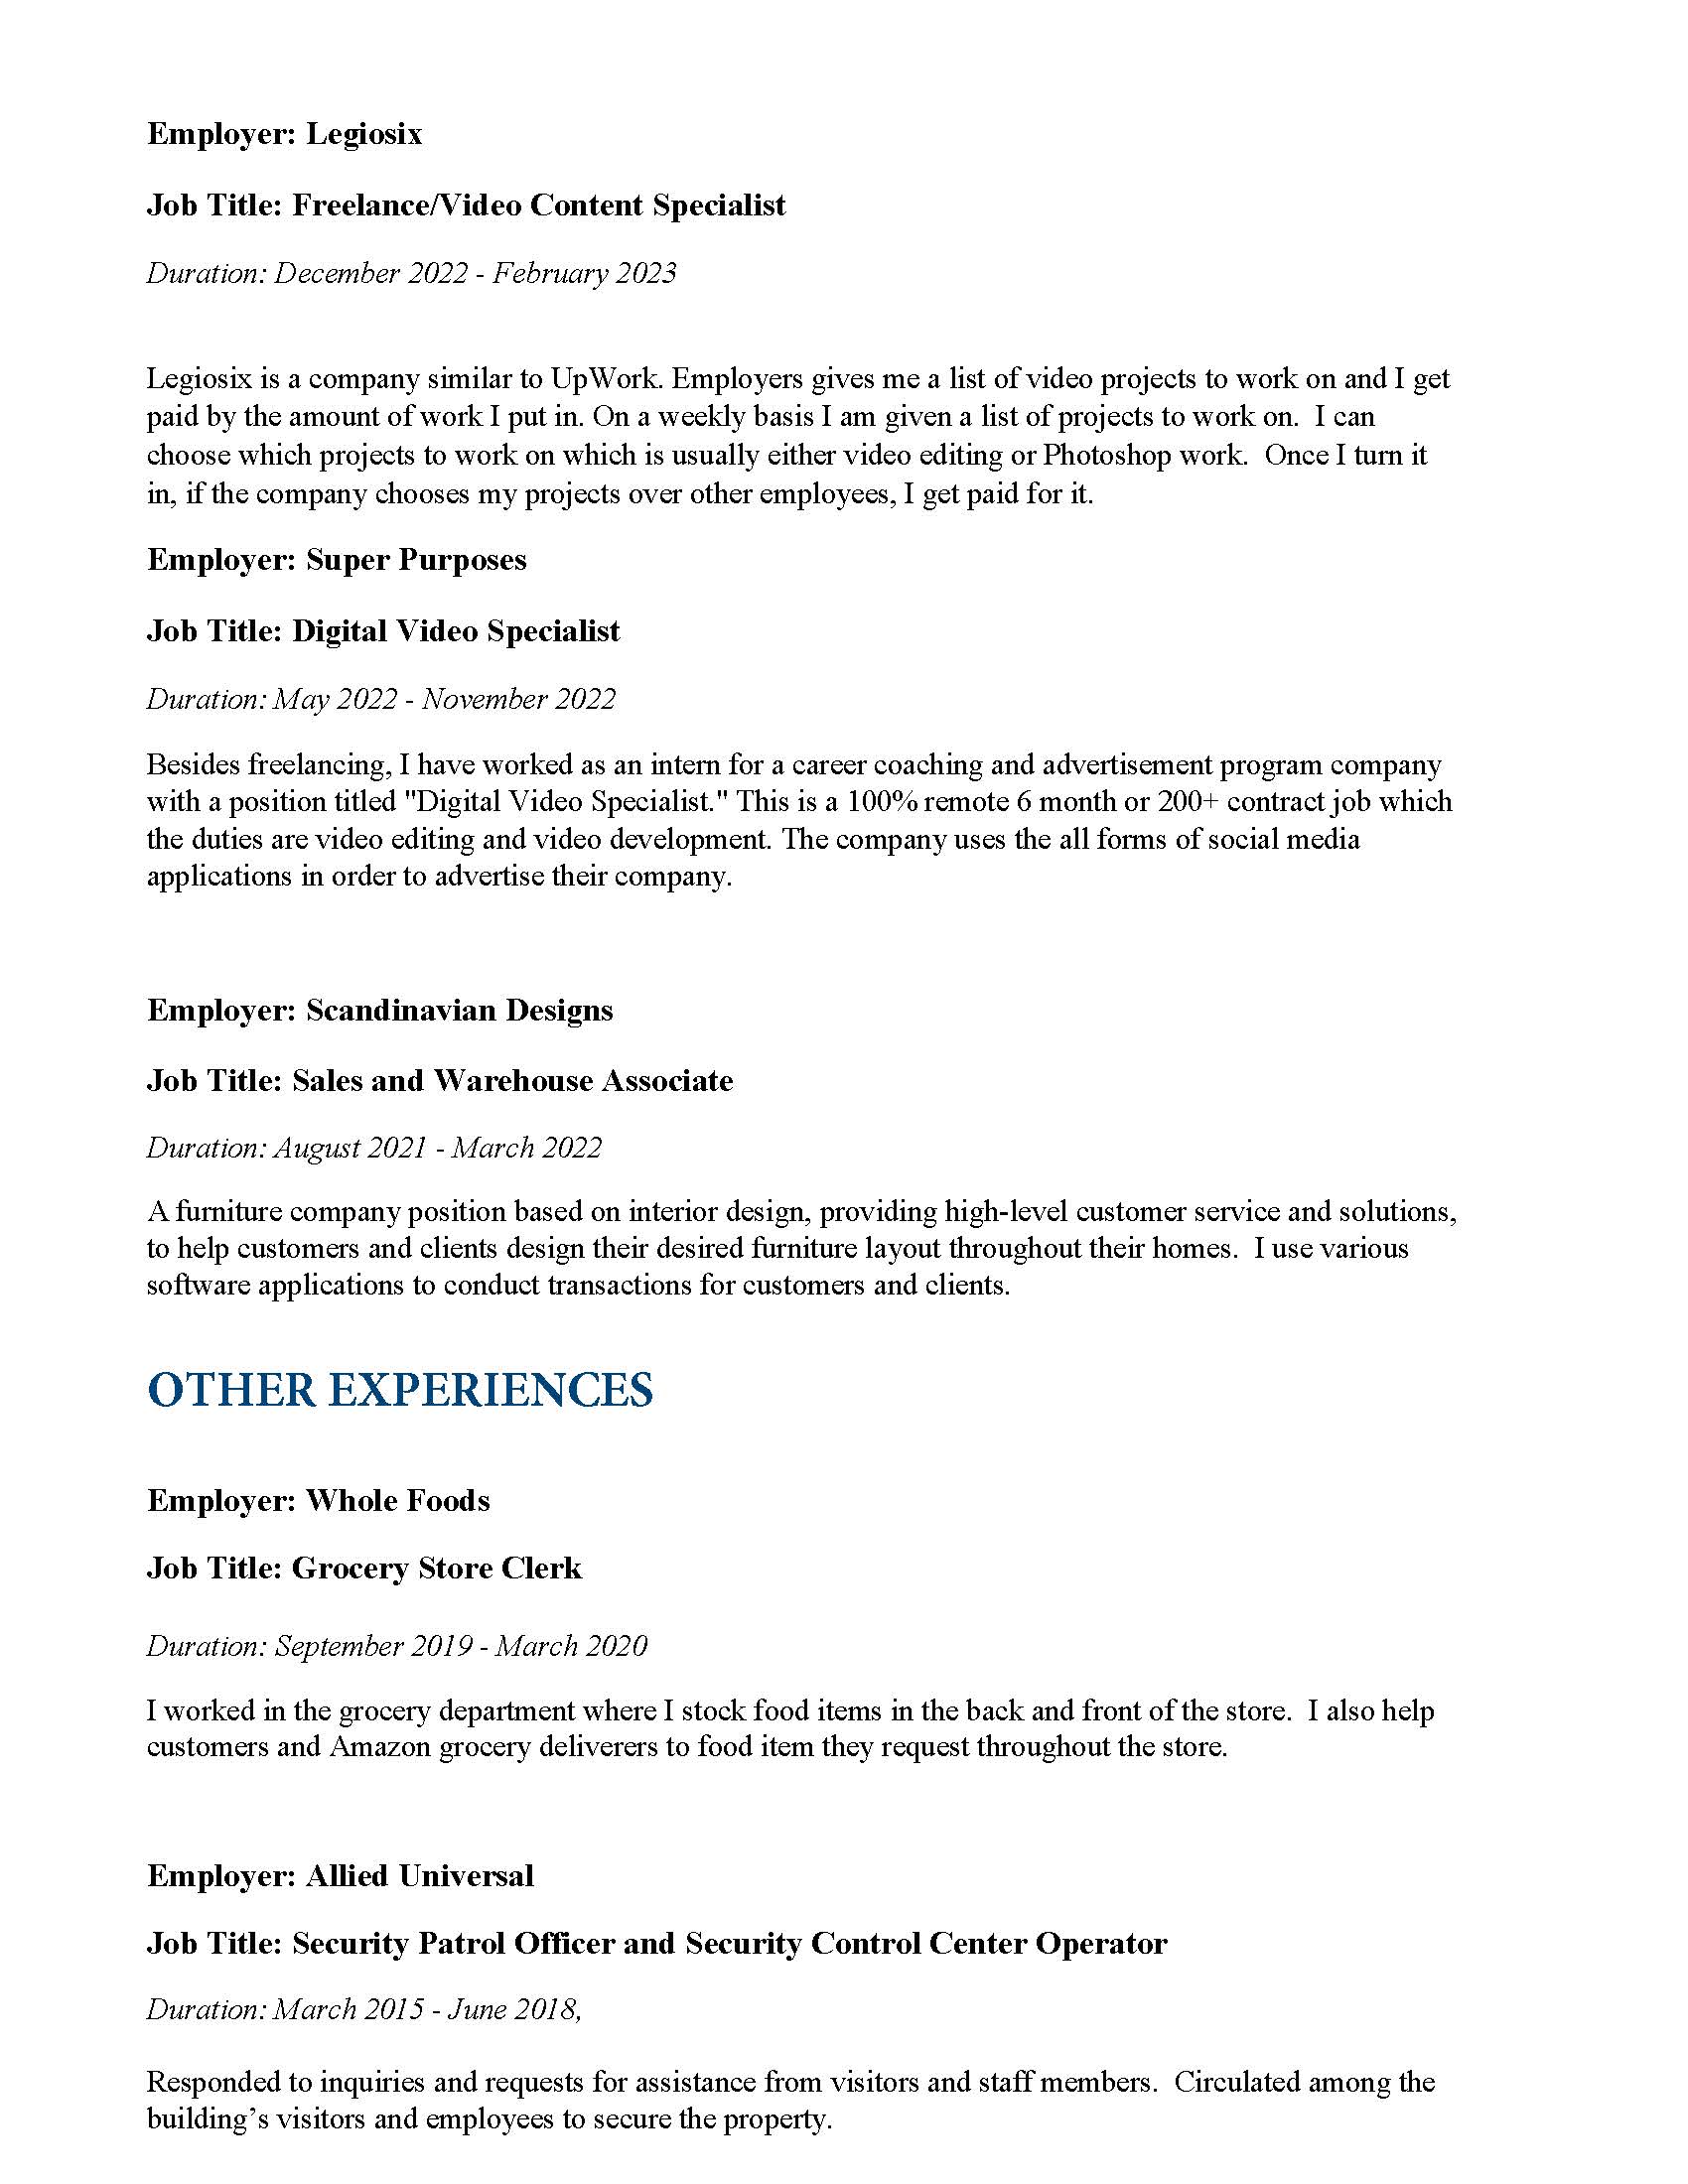 Employer: Legiosix
Job Title: Freelance/Video Content Specialist
Duration: December 2022 - February 2023
Legiosix is a company similar to UpWork. Employers gives me a list of video projects to work on and I get
paid by the amount of work I put in. On a weekly basis I am given a list of projects to work on.  I can
choose which projects to work on which is usually either video editing or Photoshop work.  Once I turn it
in, if the company chooses my projects over other employees, I get paid for it.
Employer: Super Purposes
Job Title: Digital Video Specialist
Duration: May 2022 - November 2022
Besides freelancing, I have worked as an intern for a career coaching and advertisement program company
with a position titled "Digital Video Specialist." This is a 100% remote 6 month or 200+ contract job which
the duties are video editing and video development. The company uses the all forms of social media
applications in order to advertise their company.
Employer: Scandinavian Designs
Job Title: Sales and Warehouse Associate
Duration: August 2021 - March 2022
A furniture company position based on interior design, providing high-level customer service and solutions,
to help customers and clients design their desired furniture layout throughout their homes.  I use various
software applications to conduct transactions for customers and clients.
OTHER EXPERIENCES
Employer: Whole Foods
Job Title: Grocery Store Clerk
Duration: September 2019 - March 2020
I worked in the grocery department where I stock food items in the back and front of the store.  I also help
customers and Amazon grocery deliverers to food item they request throughout the store.
Employer: Allied Universal
Job Title: Security Patrol Officer and Security Control Center Operator
Duration: March 2015 - June 2018,
Responded to inquiries and requests for assistance from visitors and staff members.  Circulated among the
building’s visitors and employees to secure the property.